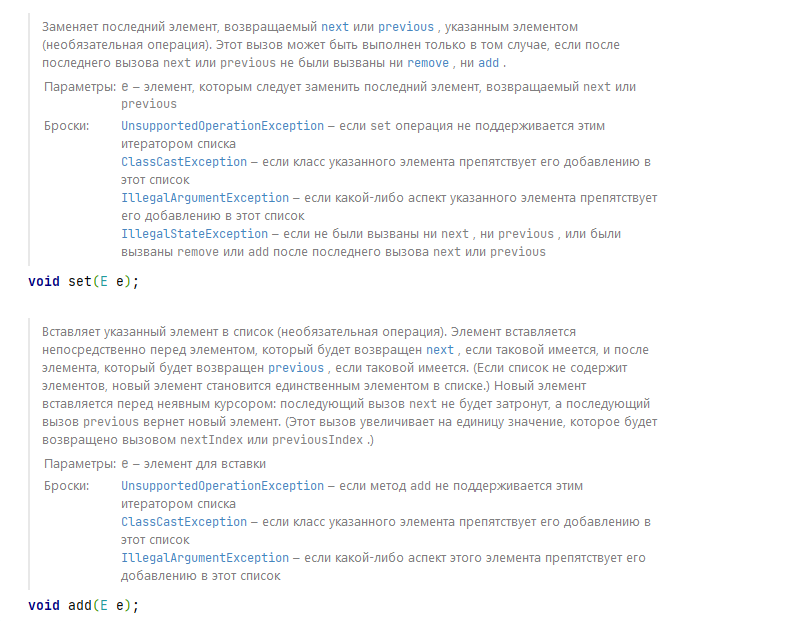 Заменяет последний элемент, возвращаемый next или previous , указанным элементом
(необязательная операция). Этот вызов может быть выполнен только в том случае, если после
последнего вызова next или previous не были вызваны ни remove , ни add .
Параметры: e – элемент, которым следует заменить последний элемент, возвращаемый next или
previous
Броски: UnsupportedOperationException – если set операция не поддерживается этим
итератором списка
ClassCastException – если класс указанного элемента препятствует его добавлению в
этот список
IllegalArgumentException – если какой-либо аспект указанного элемента препятствует
его добавлению в этот список
IllegalStateException – если не были вызваны ни next , ни previous , или были
вызваны remove или add после последнего вызова next или previous
void set(E e);
Вставляет указанный элемент в список (необязательная операция). Элемент вставляется
непосредственно перед элементом, который будет возвращен next , если таковой имеется, и после
элемента, который будет возвращен previous , если таковой имеется. (Если список не содержит
элементов, новый элемент становится единственным элементом в списке.) Новый элемент
вставляется перед неявным курсором: последующий вызов next не будет затронут, а последующий
вызов previous вернет новый элемент. (Этот вызов увеличивает на единицу значение, которое будет
возвращено вызовом nextIndex или previousIndex .)
Параметры: e – элемент для вставки
Броски: UnsupportedOperationException – если метод add не поддерживается этим
итератором списка
ClassCastException – если класс указанного элемента препятствует его добавлению в
этот список
IllegalArgumentException – если какой-либо аспект этого элемента препятствует его
добавлению в этот список
void add(E e);